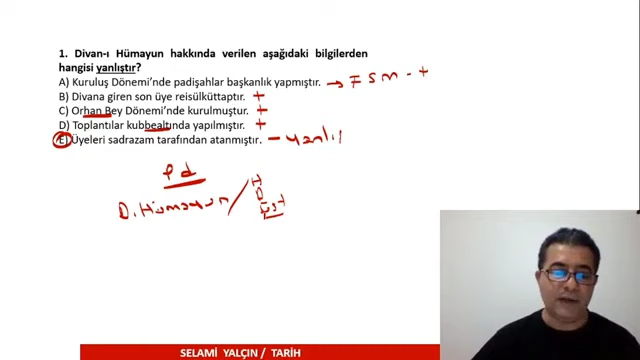 1. Divan-ı Hümayun hakkında verilen aşağıdaki bilgilerden
hangisi yanlıştır?
A) Kuruluş Dönemi'nde padişahlar başkanlık yapmıştır. → FSM - +
B) Divana giren son üye reisülküttaptır. +
C) Orhan Bey Dönemi'nde kurulmuştur. +
D) Toplantılar kubbealtında yapılmıştır. +
E) Üyeleri sadrazam tarafından atanmıştır. - yanlış
Pd
D. Hümayun / H
D
SELAMİ YALÇIN / TARİH